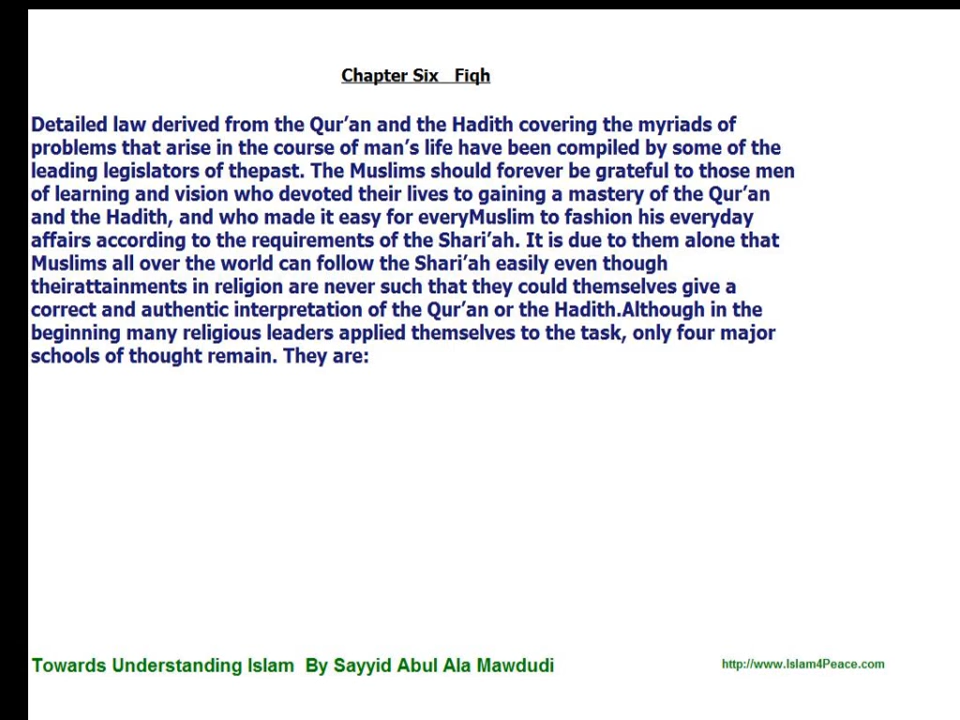 Chapter Six Fiqh
Detailed law derived from the Qur’an and the Hadith covering the myriads of
problems that arise in the course of man’s life have been compiled by some of the
leading legislators of thepast. The Muslims should forever be grateful to those men
of learning and vision who devoted their lives to gaining a mastery of the Qur’an
and the Hadith, and who made it easy for everyMuslim to fashion his everyday
affairs according to the requirements of the Shari’ah. It is due to them alone that
Muslims all over the world can follow the Shari’ah easily even though
theirattainments in religion are never such that they could themselves give a
correct and authentic interpretation of the Qur’an or the Hadith.Although in the
beginning many religious leaders applied themselves to the task, only four major
schools of thought remain. They are:
Towards Understanding Islam By Sayyid Abul Ala Mawdudi
http://www.Islam4Peace.com